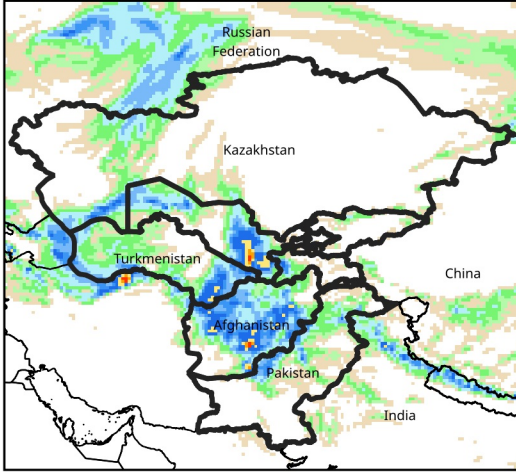 Russian
Federation
Kazakhstan
Turkmenistan
China
Afghanistan
Pakistan
India